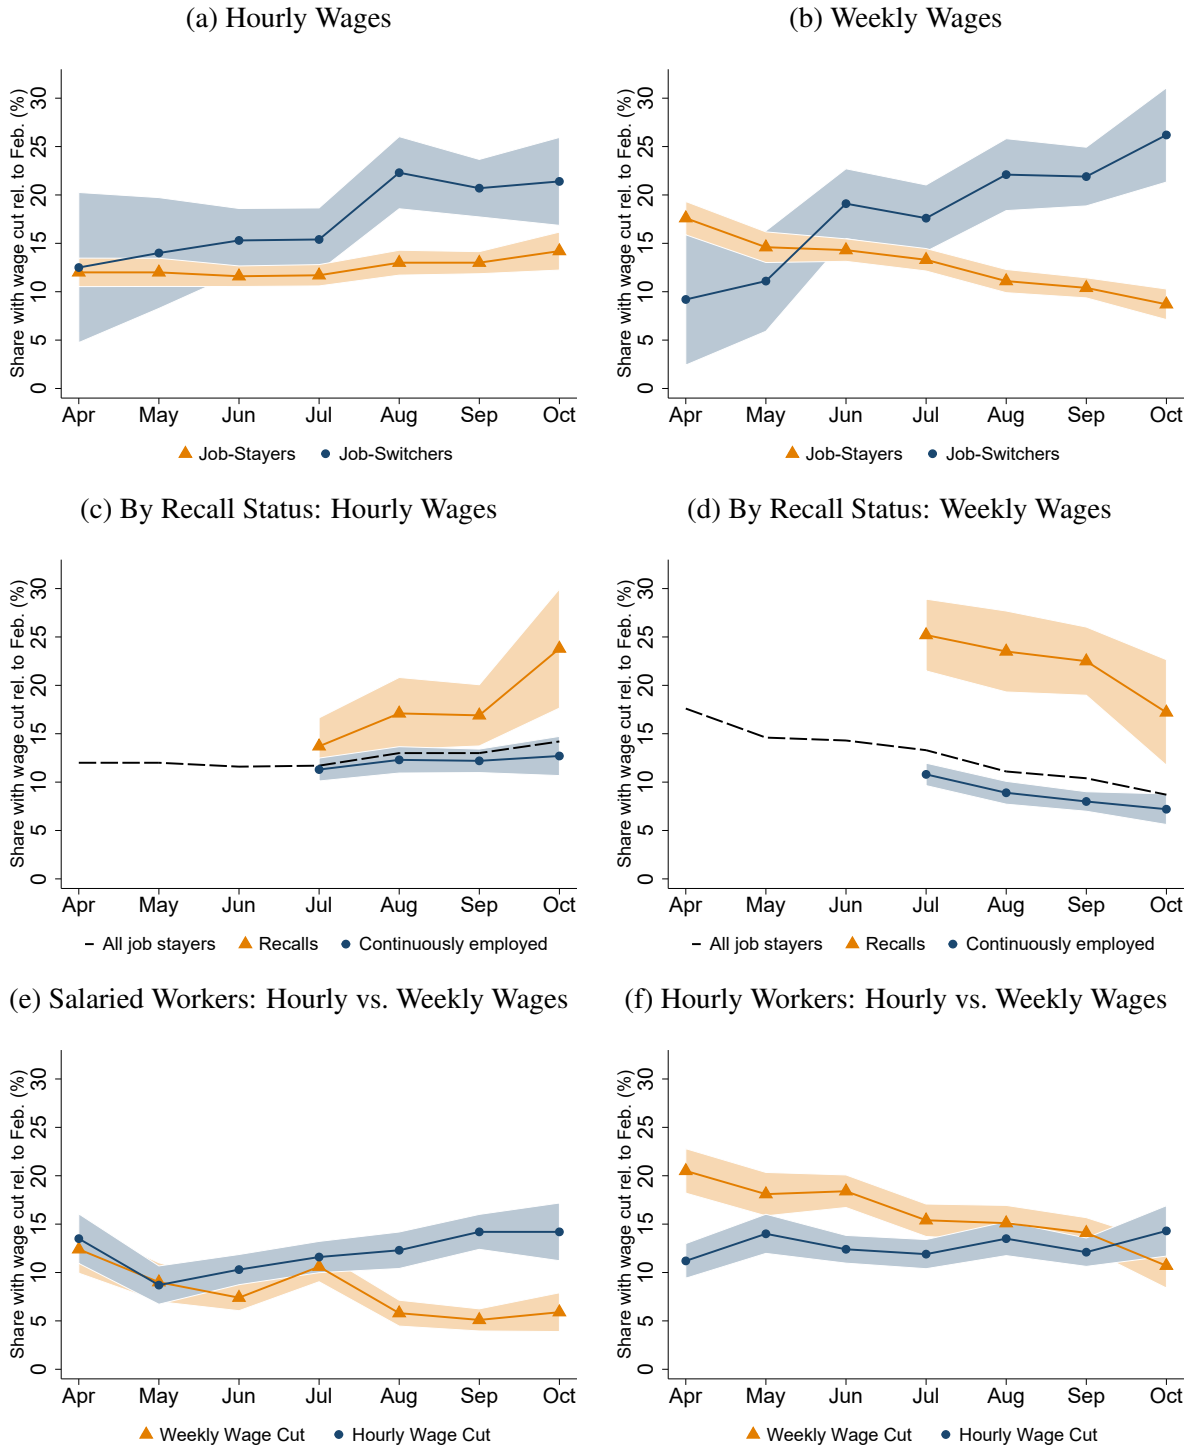 (a) Hourly Wages
Share with wage cut rel. to Feb. (%)
30
25
20
15
10
5
0
Apr May Jun Jul Aug Sep Oct
Job-Stayers Job-Switchers
(b) Weekly Wages
Share with wage cut rel. to Feb. (%)
30
25
20
15
10
5
0
Apr May Jun Jul Aug Sep Oct
Job-Stayers Job-Switchers
(c) By Recall Status: Hourly Wages
Share with wage cut rel. to Feb. (%)
30
25
20
15
10
5
0
Apr May Jun Jul Aug Sep Oct
All job stayers Recalls Continuously employed
(d) By Recall Status: Weekly Wages
Share with wage cut rel. to Feb. (%)
30
25
20
15
10
5
0
Apr May Jun Jul Aug Sep Oct
All job stayers Recalls Continuously employed
(e) Salaried Workers: Hourly vs. Weekly Wages
Share with wage cut rel. to Feb. (%)
30
25
20
15
10
5
0
Apr May Jun Jul Aug Sep Oct
Weekly Wage Cut Hourly Wage Cut
(f) Hourly Workers: Hourly vs. Weekly Wages
Share with wage cut rel. to Feb. (%)
30
25
20
15
10
5
0
Apr May Jun Jul Aug Sep Oct
Weekly Wage Cut Hourly Wage Cut